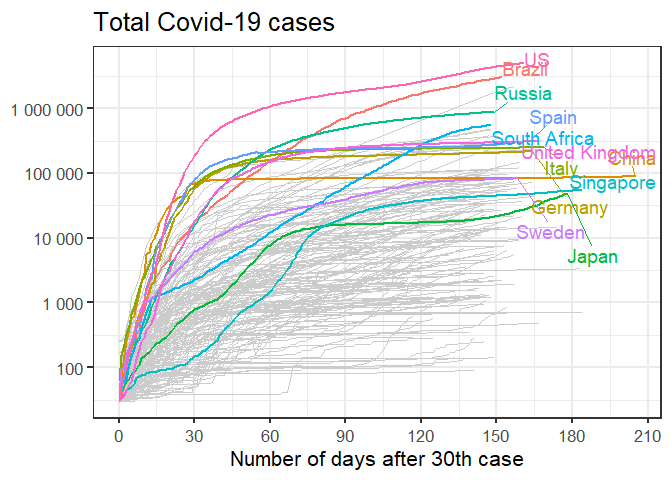 Total Covid-19 cases
US
Brazil
Russia
1 000 000
Spain
South Africa
United Kingdom
China
Italy
100 000
Singapore
Germany
10 000
Sweden
Japan
1 000
100
0 30 60 90 120 150 180 210
Number of days after 30th case